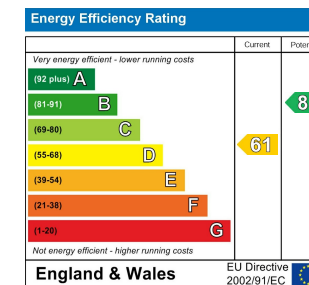 Energy Efficiency Rating
Current
Very energy efficient - lower running costs
(92 plus) A
(81-91) B
(69-80) C
(55-68) D
61
(39-54) E
(21-38) F
(1-20) G
Not energy efficient - higher running costs
England & Wales
EU Directive
2002/91/EC